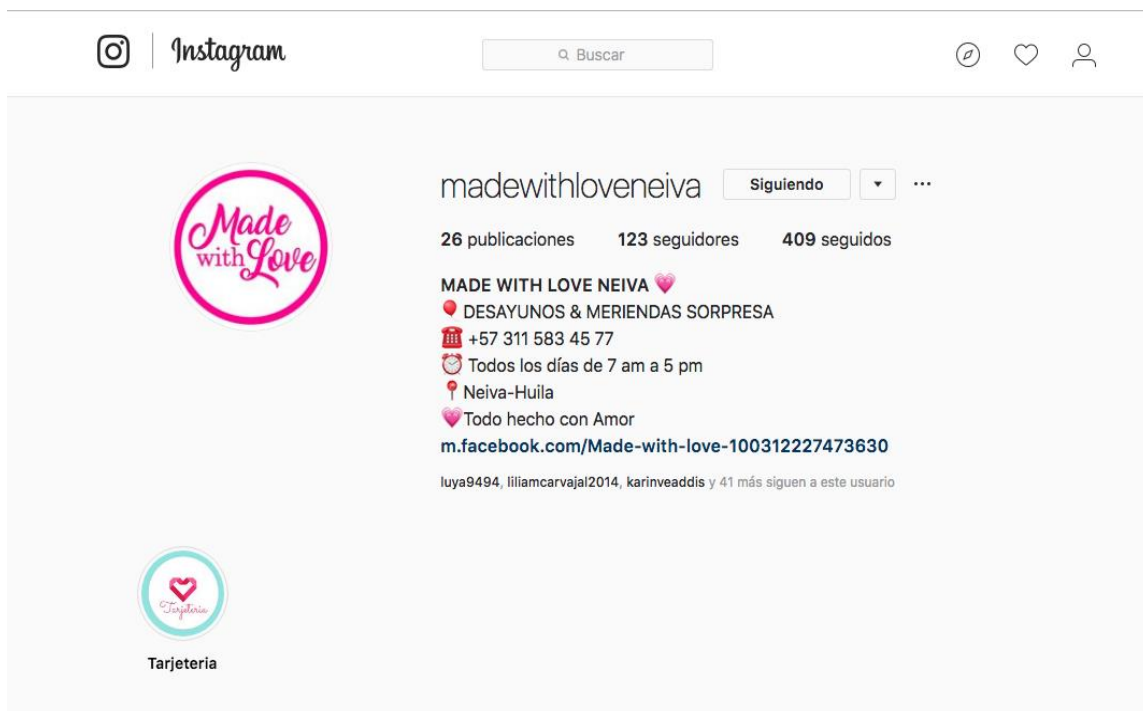 Instagram
Buscar
Made
with Love
madewithloveneiva Siguiendo
26 publicaciones 123 seguidores 409 seguidos
MADE WITH LOVE NEIVA 💗
🎈 DESAYUNOS & MERIENDAS SORPRESA
☎️ +57 311 583 45 77
⏰ Todos los días de 7 am a 5 pm
📍 Neiva-Huila
💗Todo hecho con Amor
m.facebook.com/Made-with-love-100312227473630
luya9494, liliamcarvajal2014, karinveaddis y 41 más siguen a este usuario
Tarjeteria
Tarjeteria